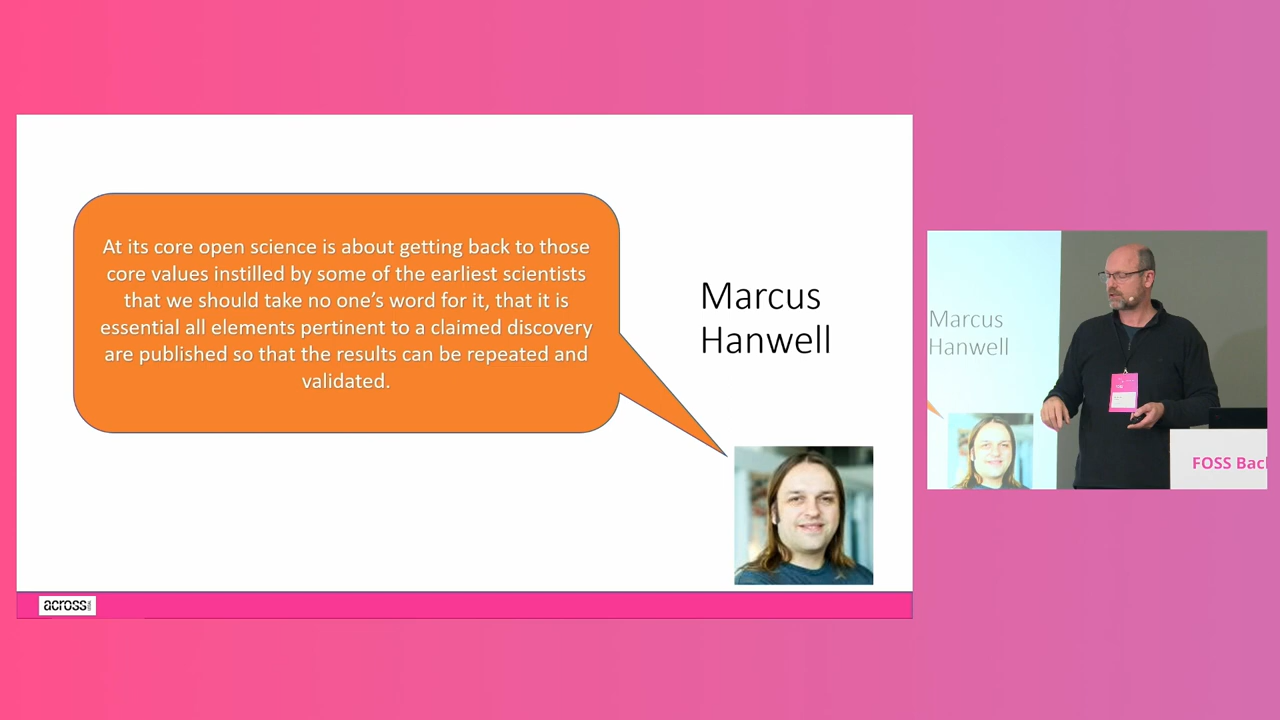 At its core open science is about getting back to those
core values instilled by some of the earliest scientists
that we should take no one’s word for it, that it is
essential all elements pertinent to a claimed discovery
are published so that the results can be repeated and
validated.
Marcus
Hanwell
across
Marcus
Hanwell
FOSS Back